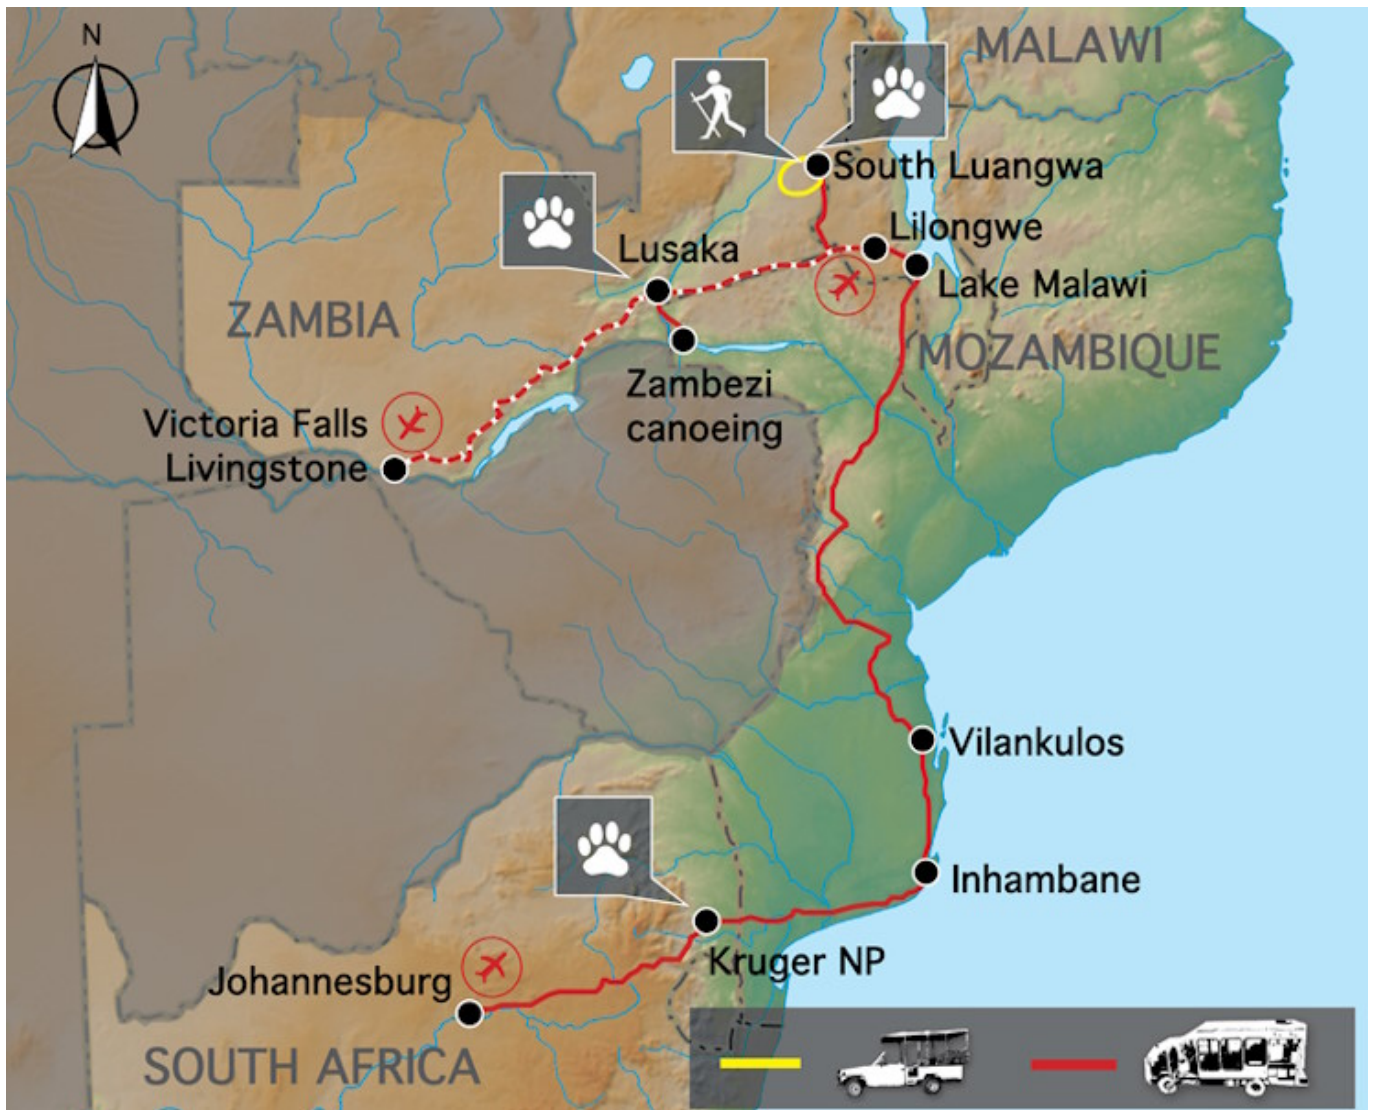 N
MALAWI
South Luangwa
Lilongwe
Lusaka
Lake Malawi
ZAMBIA
MOZAMBIQUE
Zambezi
canoeing
Victoria Falls
Livingstone
Vilankulos
Inhambane
Kruger NP
Johannesburg
SOUTH AFRICA